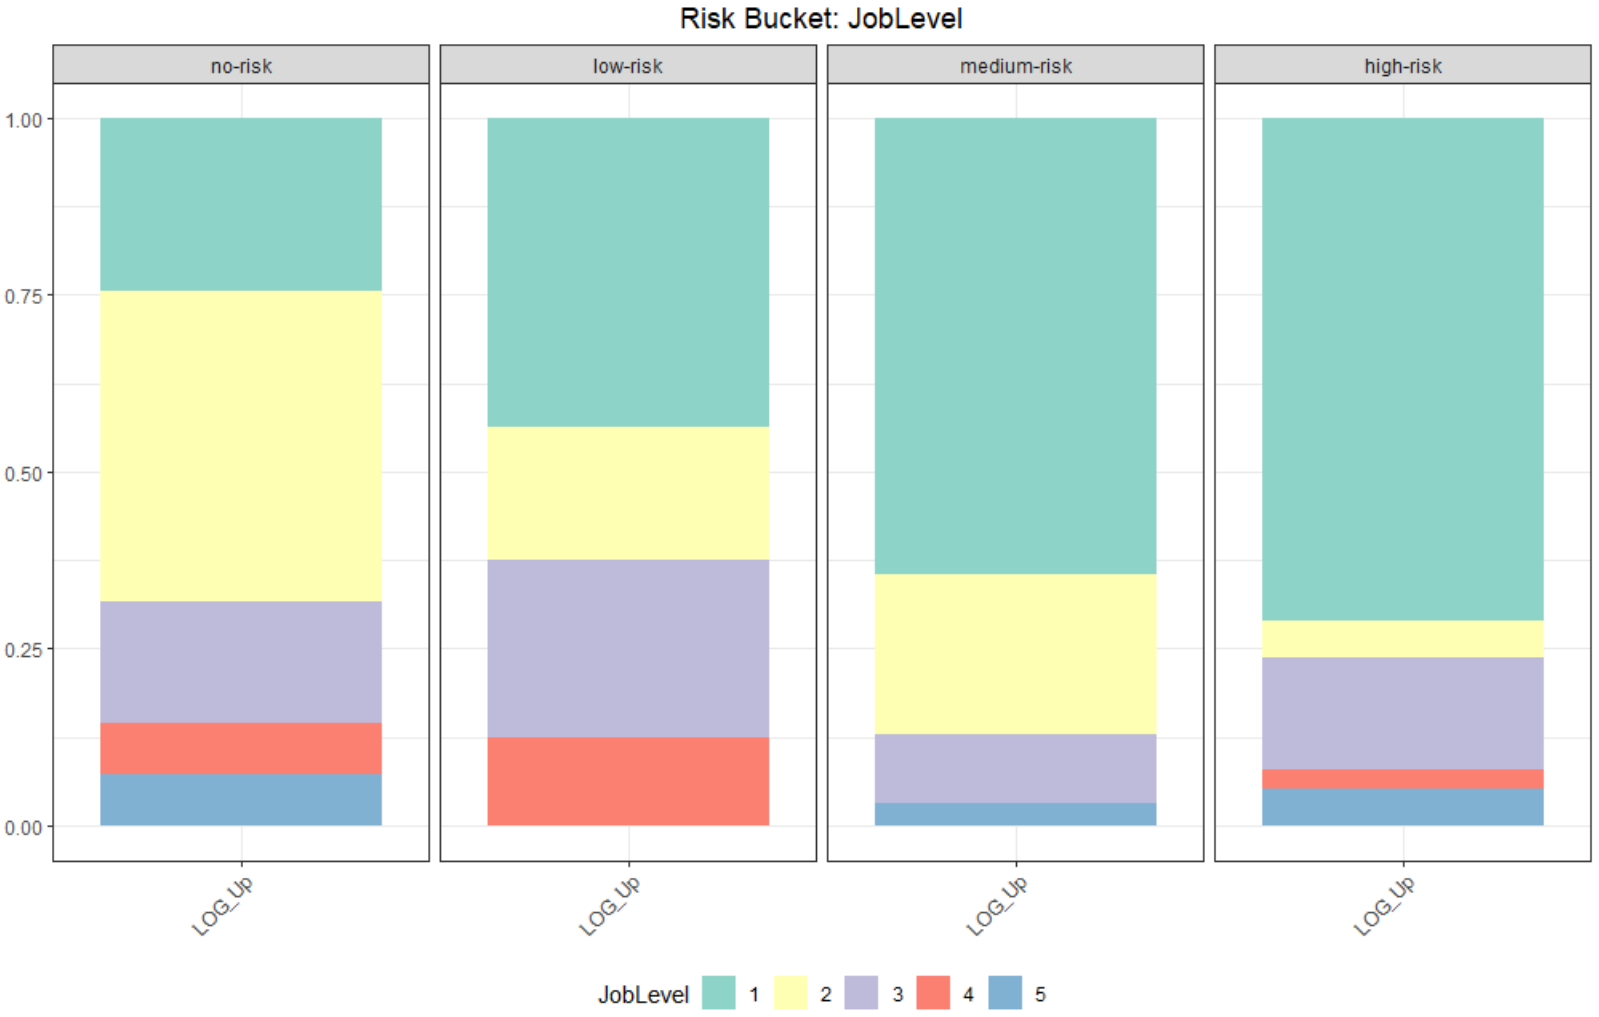 Risk Bucket: JobLevel
no-risk low-risk medium-risk high-risk
1.00
0.75
0.50
0.25
0.00
LOG_Up LOG_Up LOG_Up LOG_Up
JobLevel 1 2 3 4 5